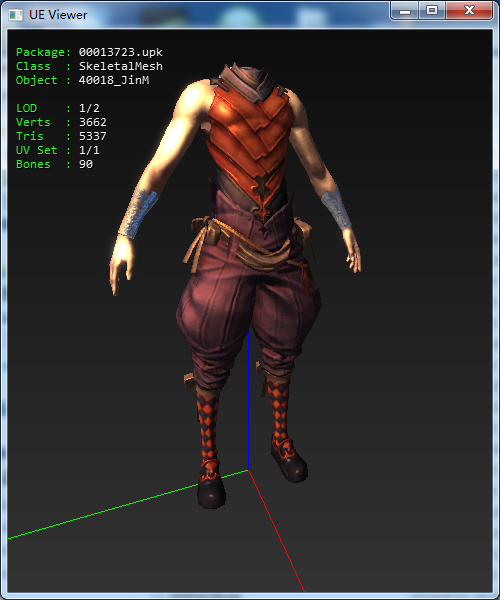 UE Viewer
Package: 00013723.upk
Class : SkeletalMesh
Object : 40018_JinM
LOD : 1/2
Verts : 3662
Tris : 5337
UV Set : 1/1
Bones : 90